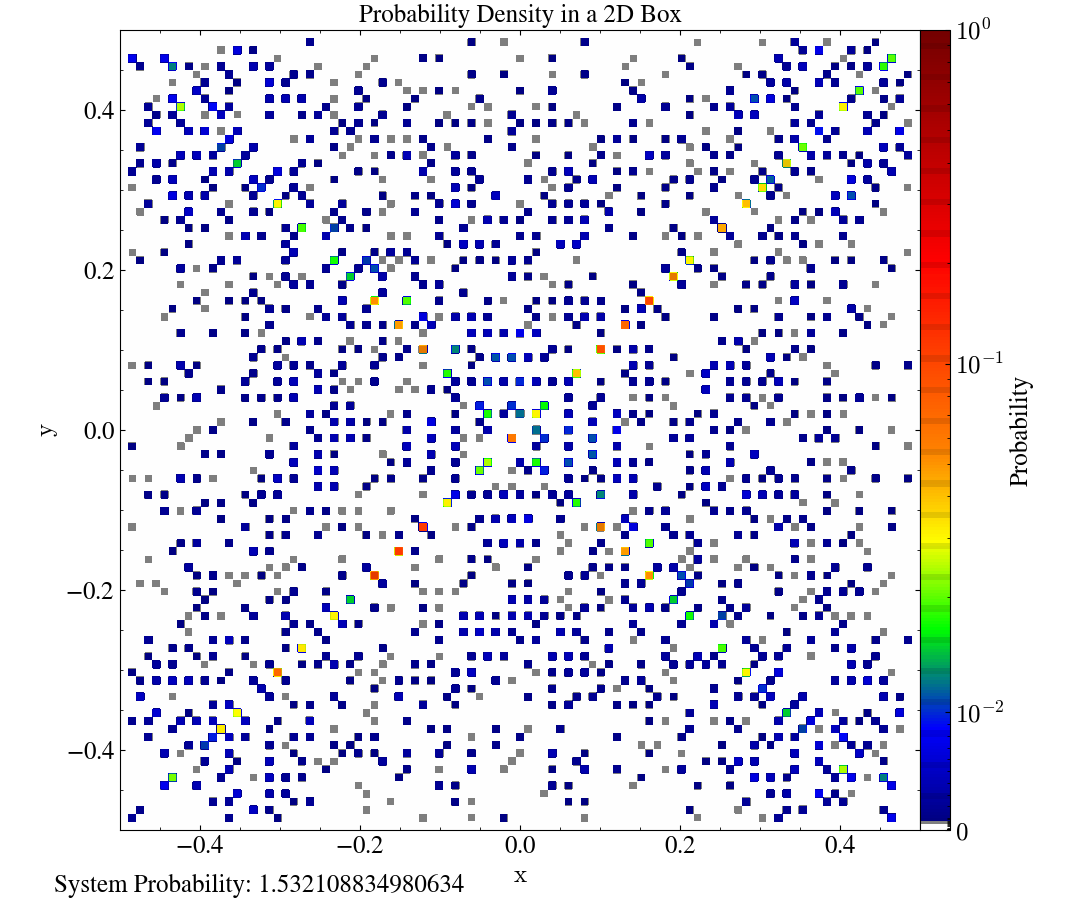 Probability Density in a 2D Box
10⁰
0.4
0.2
10⁻¹
y
0.0
Probability
−0.2
10⁻²
−0.4
0
−0.4 −0.2 0.0 0.2 0.4
x
System Probability: 1.532108834980634